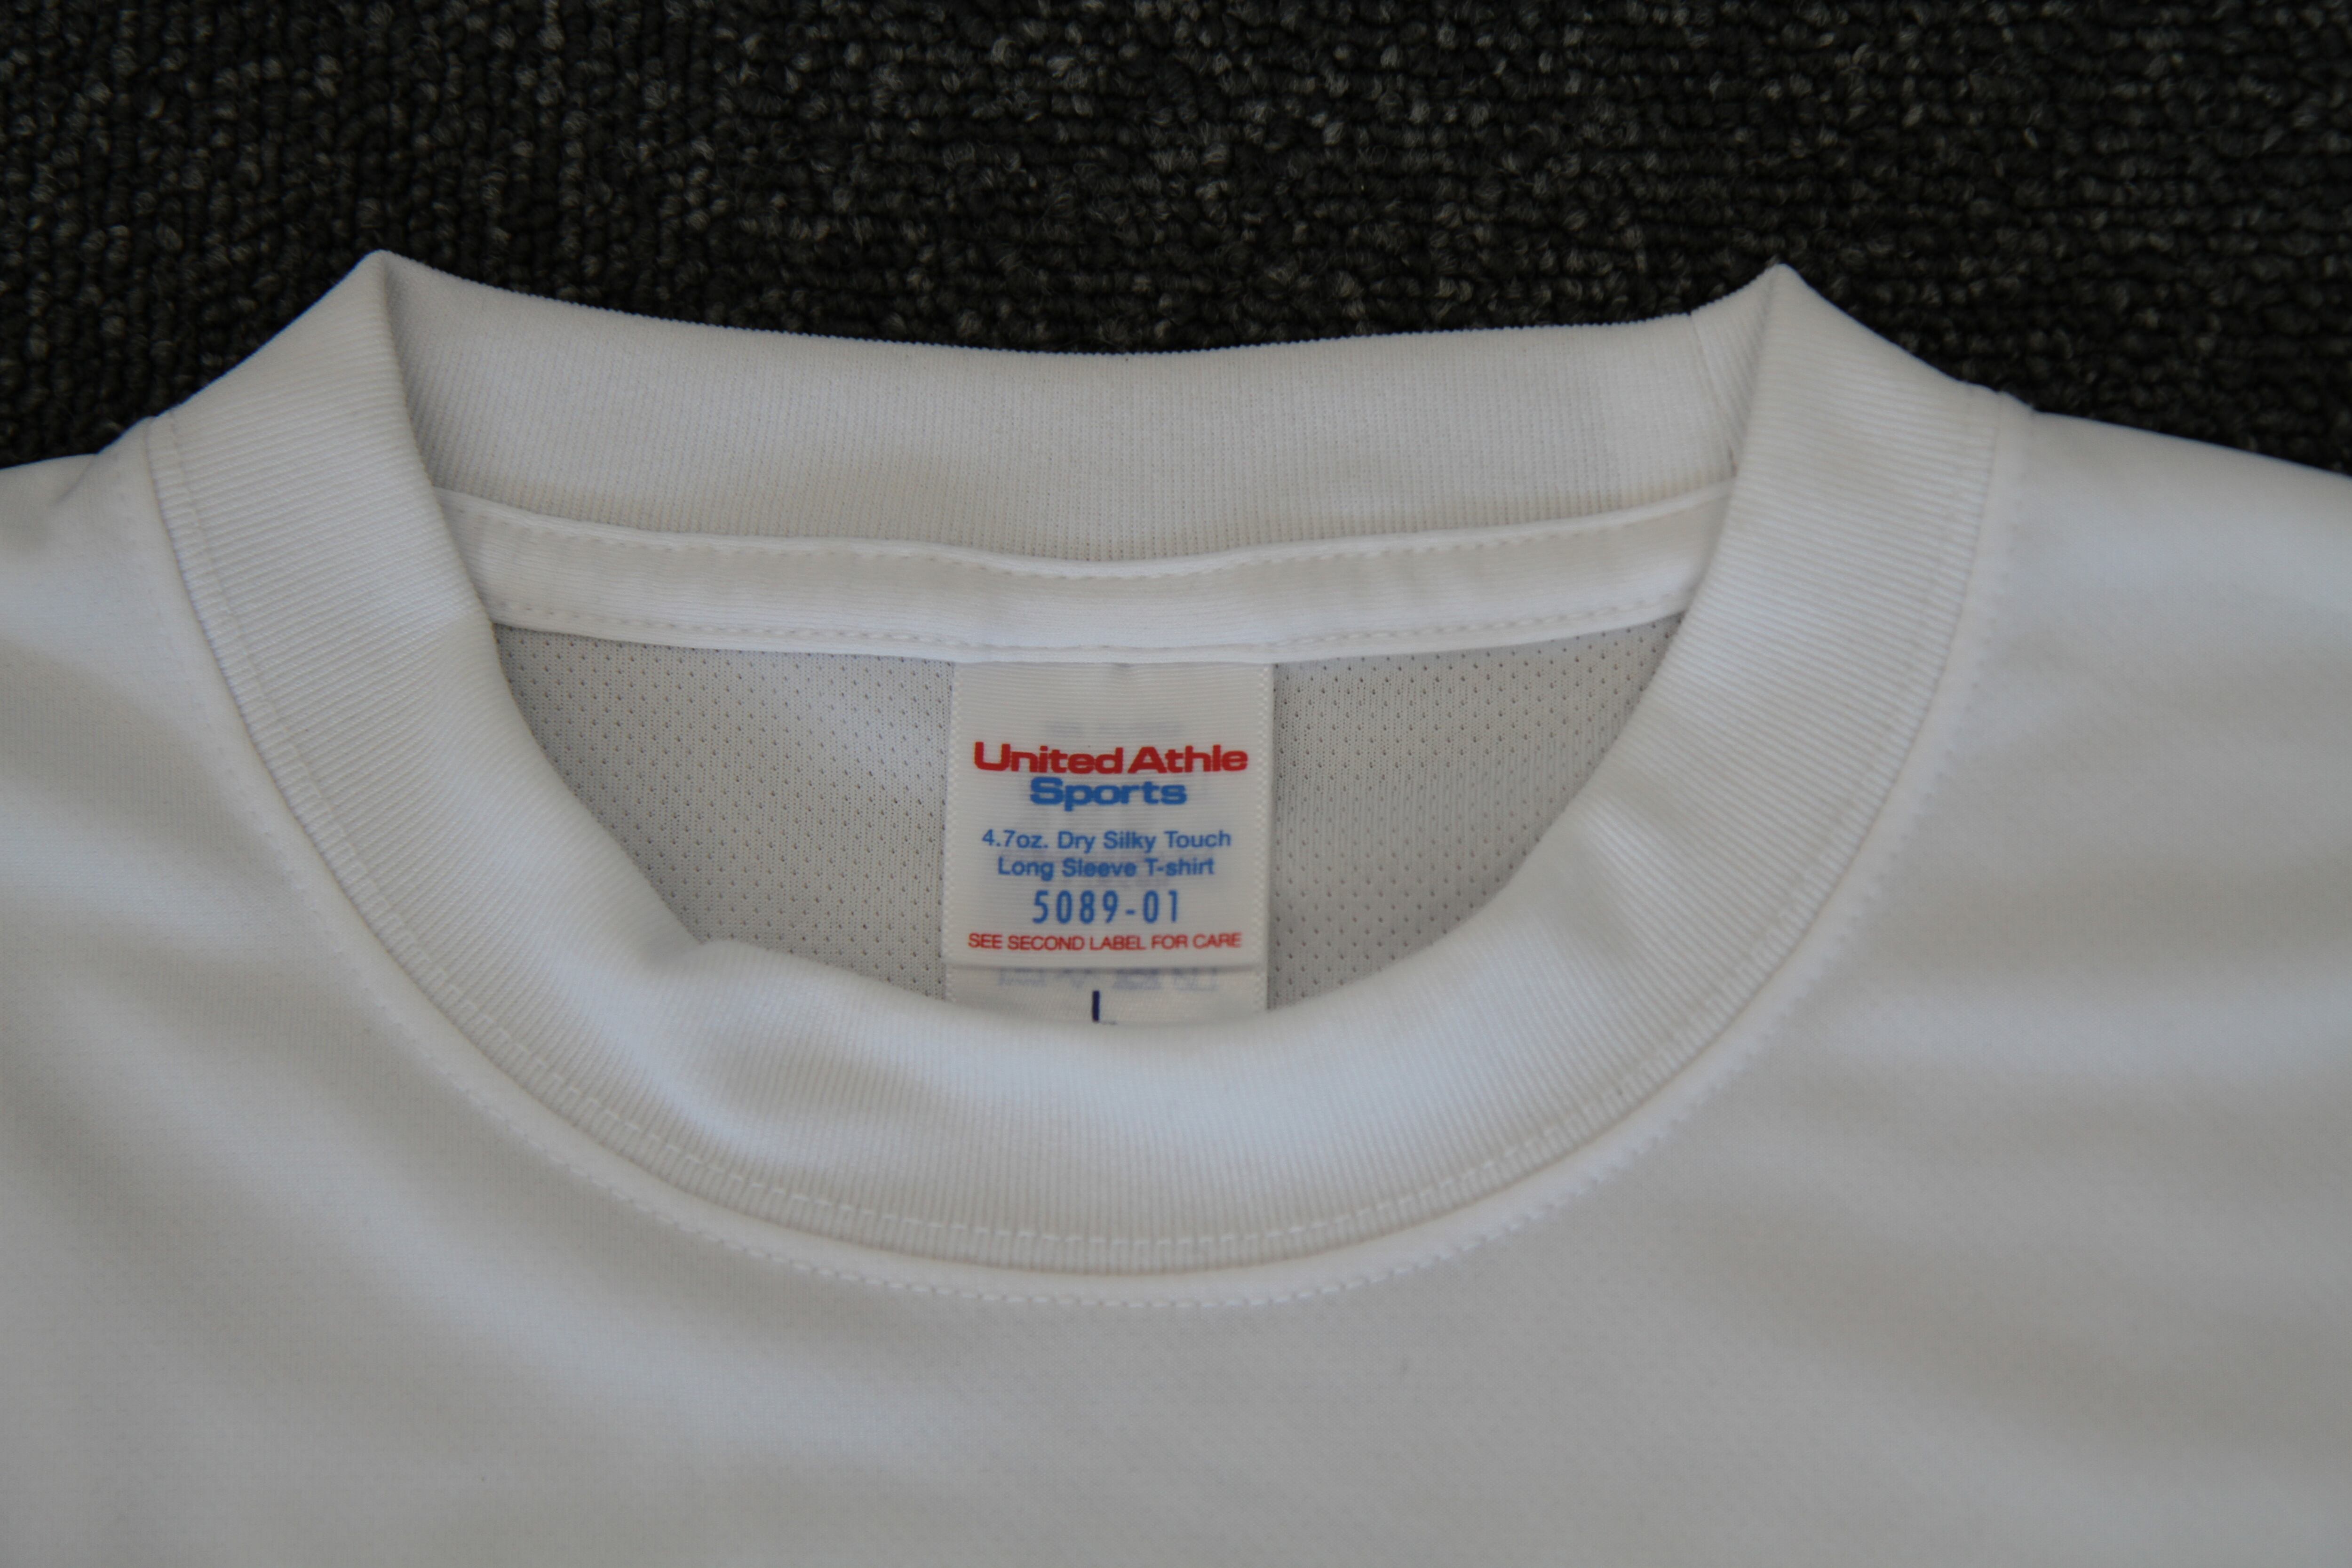 United Athle
Sports
4.7oz. Dry Silky Touch
Long Sleeve T-shirt
5089-01
SEE SECOND LABEL FOR CARE
L